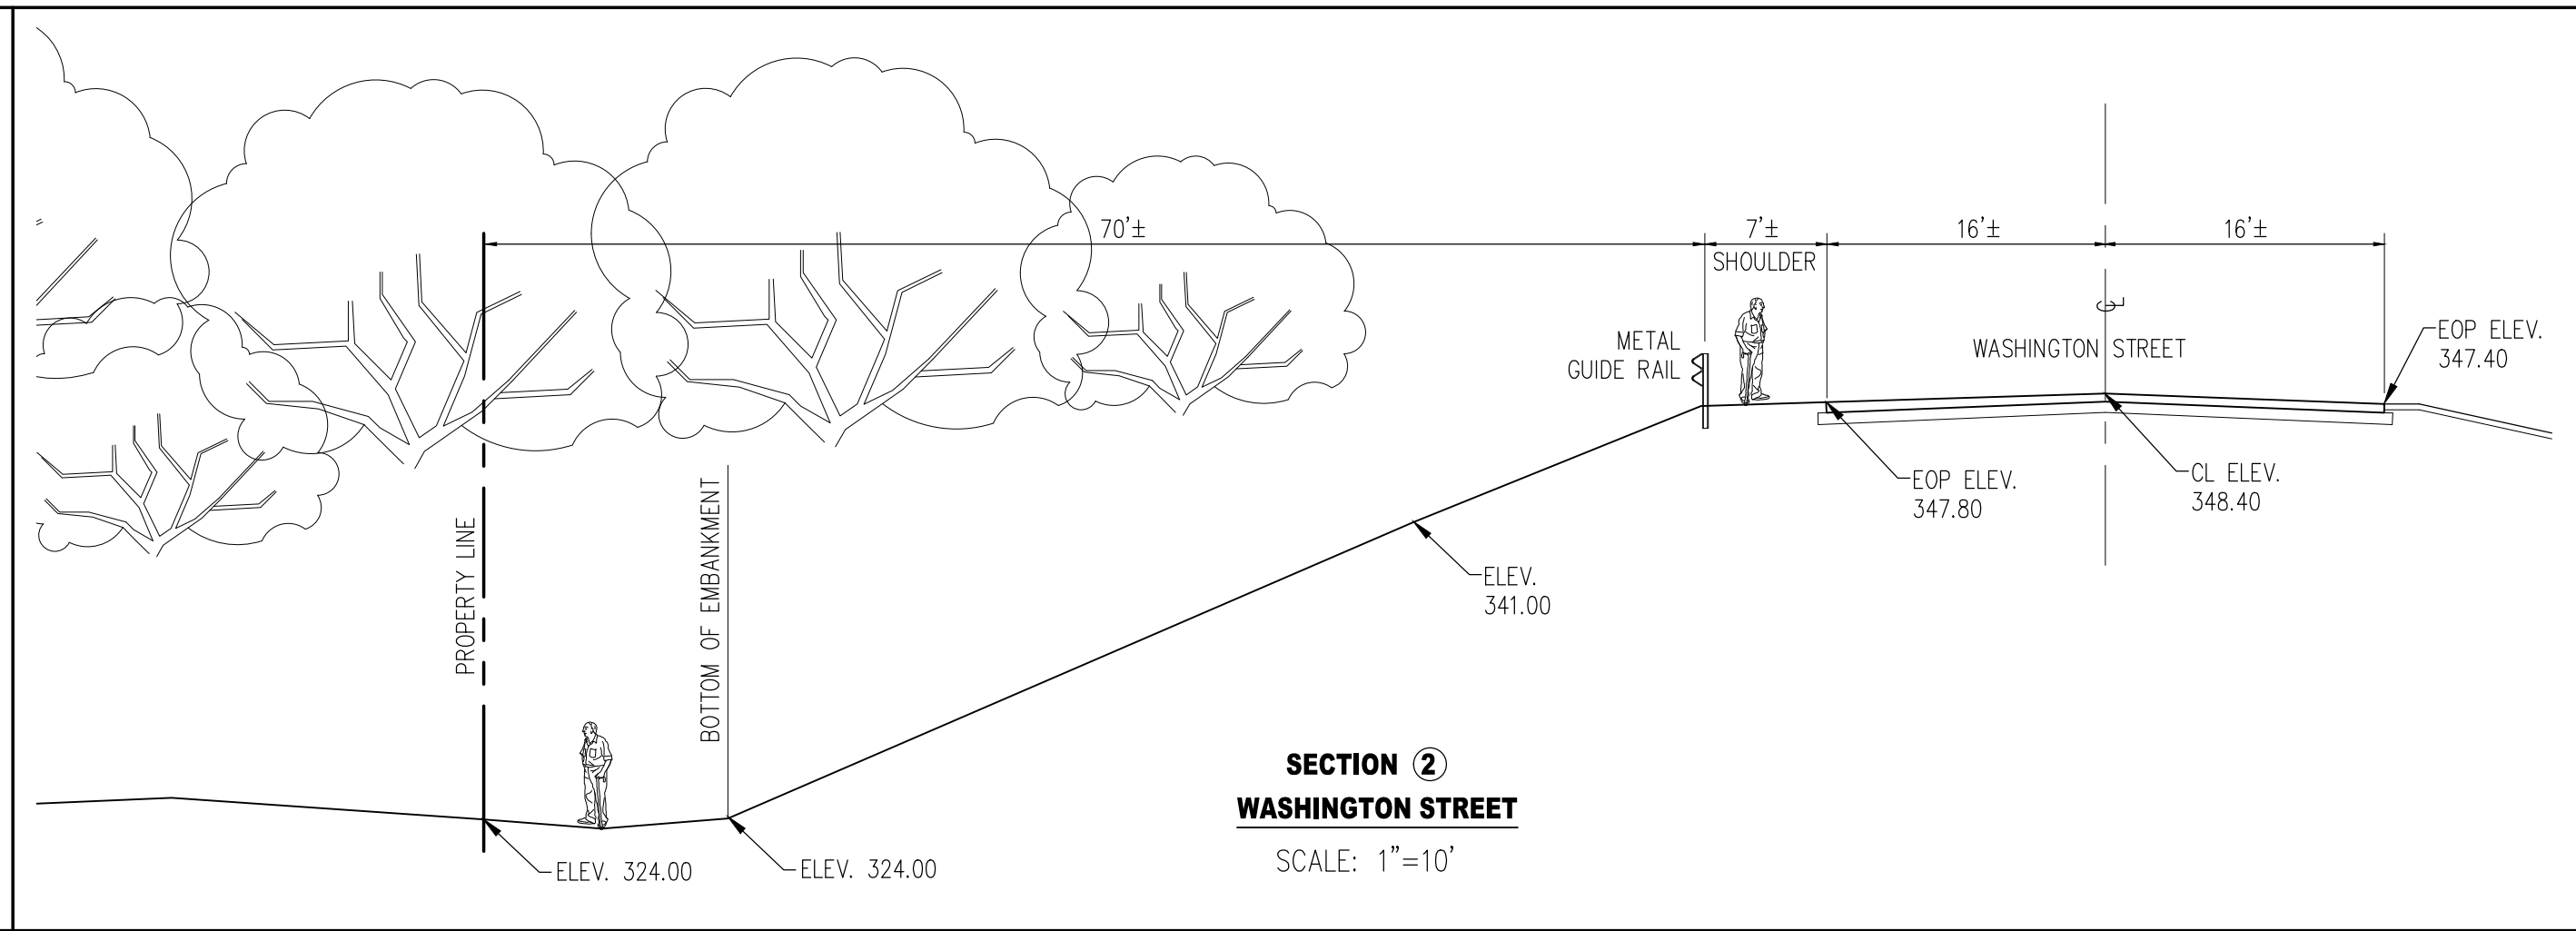 70'±
7'±
16'±
16'±
SHOULDER
METAL
GUIDE RAIL
WASHINGTON STREET
EOP ELEV.
347.40
EOP ELEV.
347.80
CL ELEV.
348.40
PROPERTY LINE
BOTTOM OF EMBANKMENT
ELEV.
341.00
SECTION 2
WASHINGTON STREET
SCALE: 1"=10'
ELEV. 324.00
ELEV. 324.00